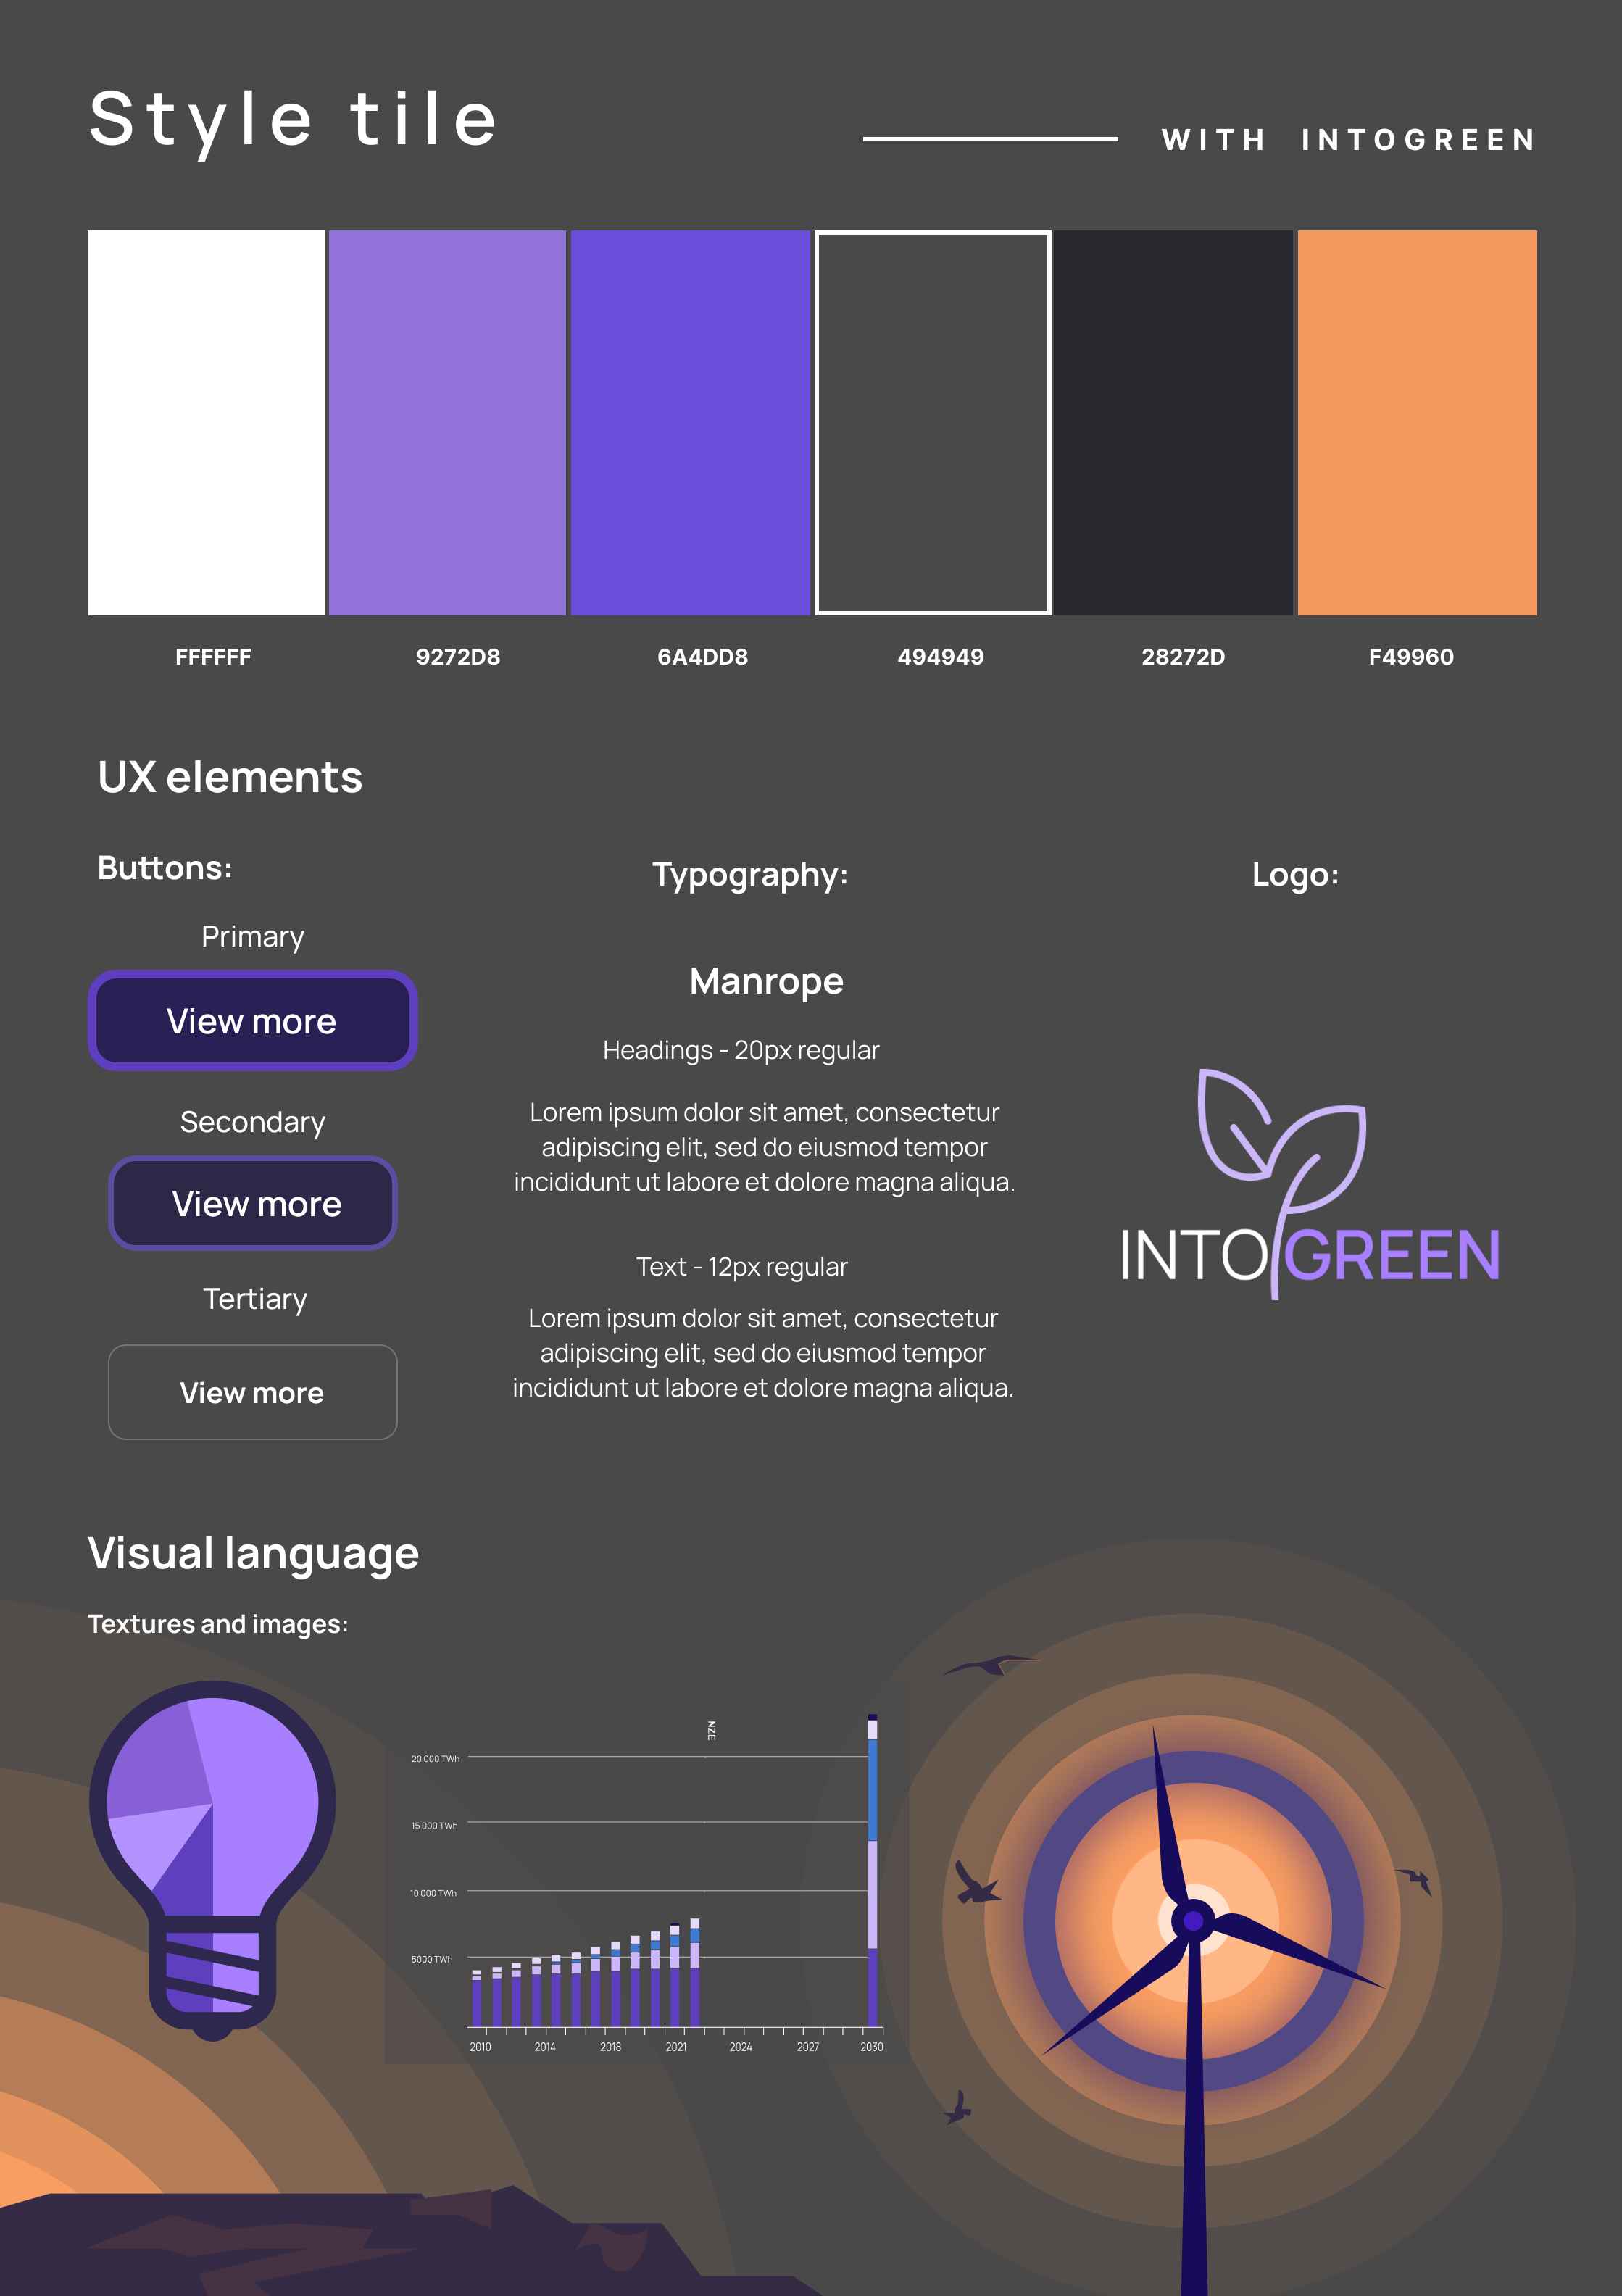 Style tile
WITH INTOGREEN
FFFFFF
9272D8
6A4DD8
494949
28272D
F49960
UX elements
Buttons:
Primary
View more
Secondary
View more
Tertiary
View more
Typography:
Manrope
Headings - 20px regular
Lorem ipsum dolor sit amet, consectetur
adipiscing elit, sed do eiusmod tempor
incididunt ut labore et dolore magna aliqua.
Text - 12px regular
Lorem ipsum dolor sit amet, consectetur
adipiscing elit, sed do eiusmod tempor
incididunt ut labore et dolore magna aliqua.
Logo:
INTOGREEN
Visual language
Textures and images:
NZE
20 000 TWh
15 000 TWh
10 000 TWh
5000 TWh
2010 2014 2018 2021 2024 2027 2030